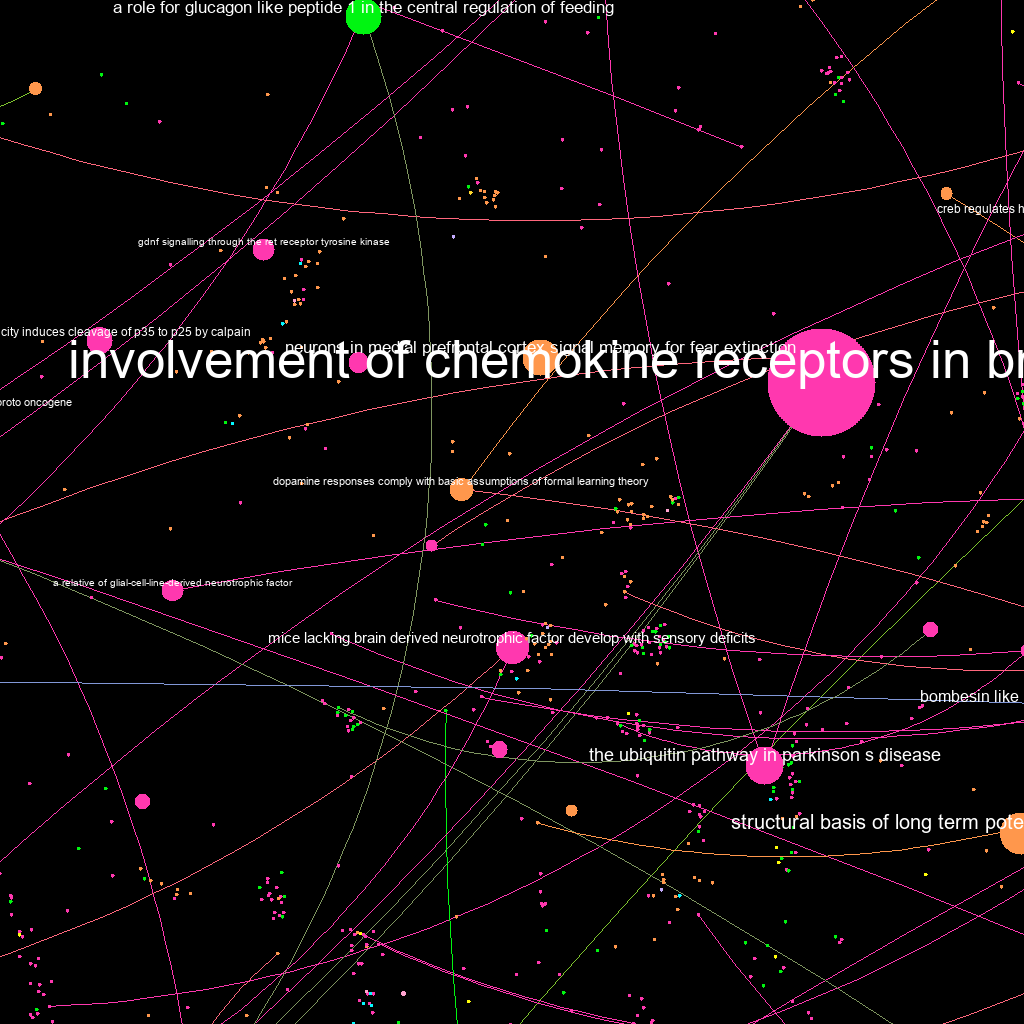 a role for glucagon like peptide 1 in the central regulation of feeding
creb regulates h
gdnf signalling through the ret receptor tyrosine kinase
city induces cleavage of p35 to p25 by calpain
neurons in medial prefrontal cortex signal memory for fear extinction
involvement of chemokine receptors in br
proto oncogene
dopamine responses comply with basic assumptions of formal learning theory
a relative of glial-cell-line-derived neurotrophic factor
mice lacking brain derived neurotrophic factor develop with sensory deficits
bombesin like
the ubiquitin pathway in parkinson s disease
structural basis of long term pote